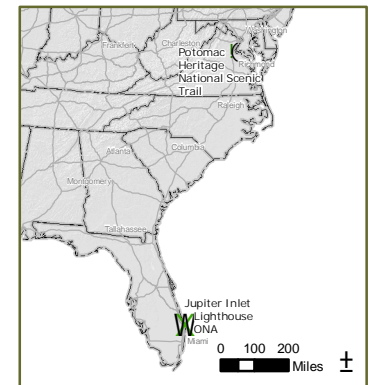 Washington
Franklin
Charleston
Potomac
Heritage
National Scenic
Trail
Richmond
Raleigh
Columbia
Atlanta
Montgomery
Tallahassee
Jupiter Inlet
Lighthouse
ONA
Miami
0 100 200
Miles